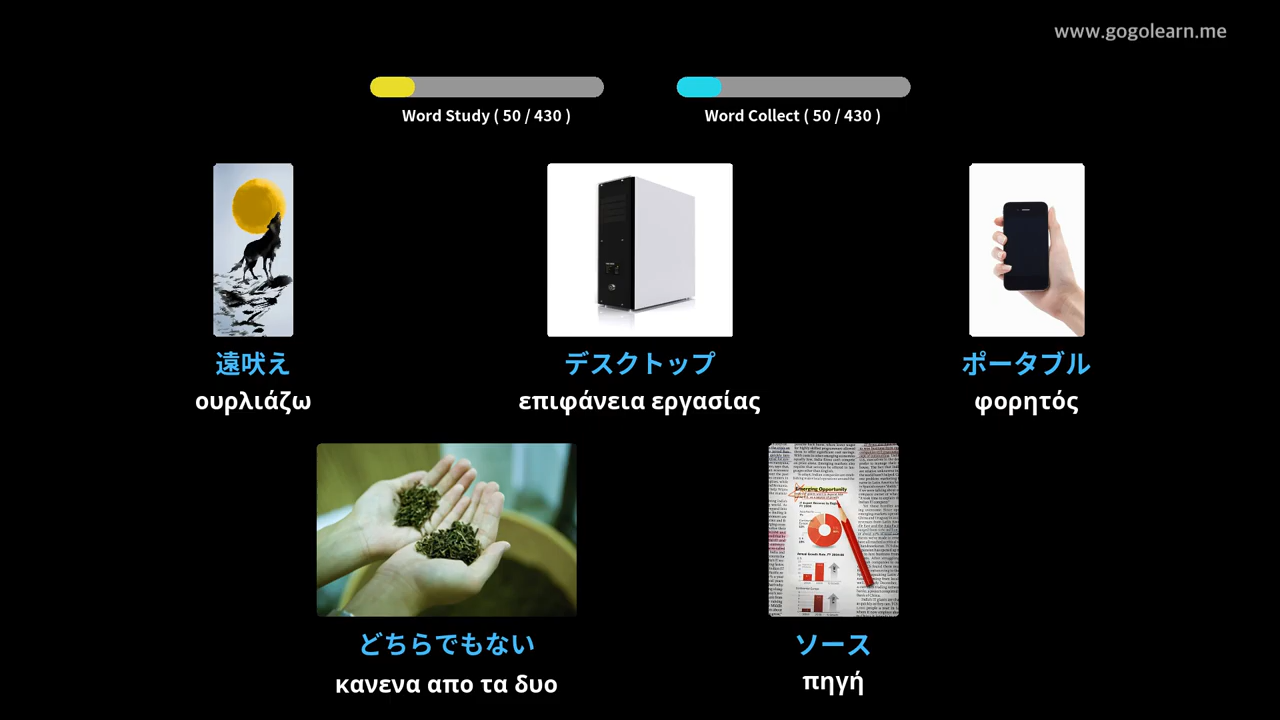 www.gogolearn.me
Word Study ( 50 / 430 )
Word Collect ( 50 / 430 )
遠吠え
デスクトップ
ポータブル
ουρλιάζω
επιφάνεια εργασίας
φορητός
Emerging Opportunity
どちらでもない
ソース
κανενα απο τα δυο
πηγή